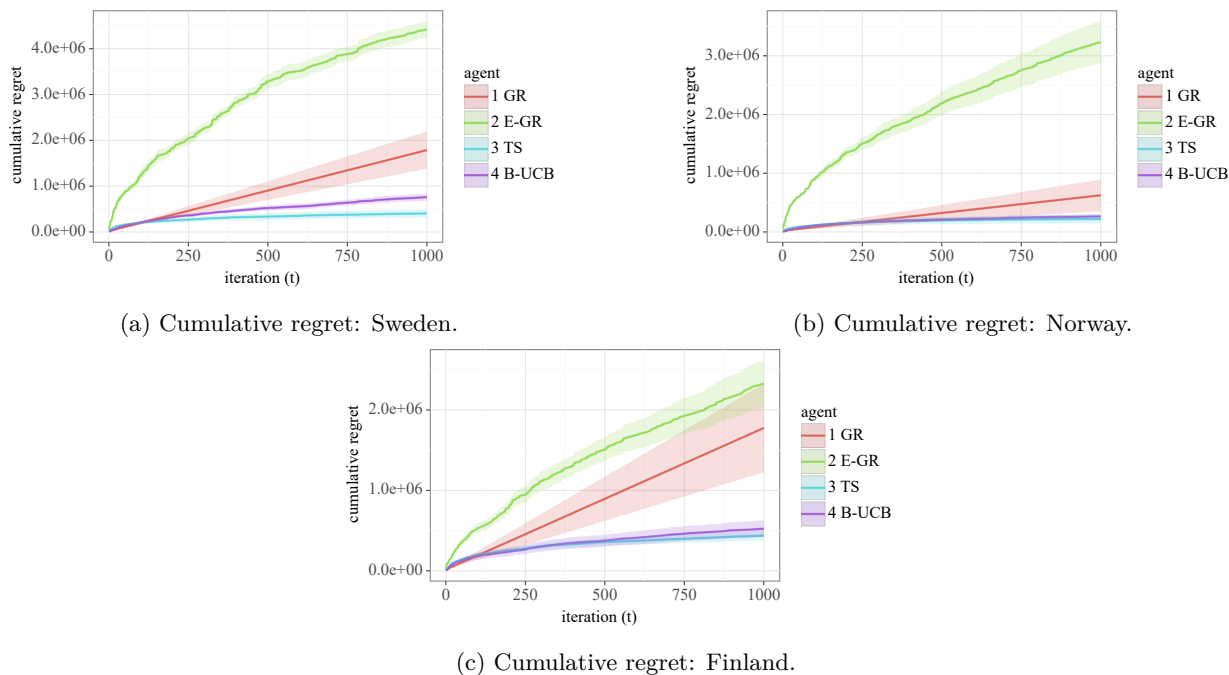 4.0e+06
3.0e+06
2.0e+06
1.0e+06
0.0e+00
cumulative regret
0 250 500 750 1000
iteration (t)
agent
1 GR
2 E-GR
3 TS
4 B-UCB
(a) Cumulative regret: Sweden.
3.0e+06
2.0e+06
1.0e+06
0.0e+00
cumulative regret
0 250 500 750 1000
iteration (t)
agent
1 GR
2 E-GR
3 TS
4 B-UCB
(b) Cumulative regret: Norway.
2.0e+06
1.0e+06
0.0e+00
cumulative regret
0 250 500 750 1000
iteration (t)
agent
1 GR
2 E-GR
3 TS
4 B-UCB
(c) Cumulative regret: Finland.